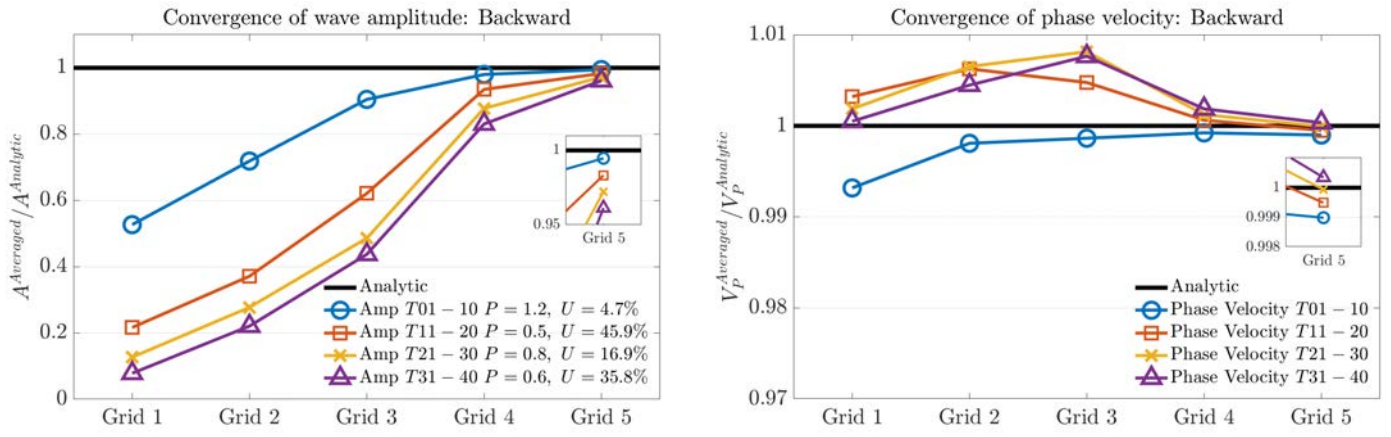 Convergence of wave amplitude: Backward
1
0.8
0.6
0.4
0.2
0
A^{Averaged}/A^{Analytic}
1
0.95
Grid 5
Analytic
Amp T01 − 10 P = 1.2, U = 4.7%
Amp T11 − 20 P = 0.5, U = 45.9%
Amp T21 − 30 P = 0.8, U = 16.9%
Amp T31 − 40 P = 0.6, U = 35.8%
Grid 1 Grid 2 Grid 3 Grid 4 Grid 5
Convergence of phase velocity: Backward
1.01
1
0.99
0.98
0.97
V_P^{Averaged}/V_P^{Analytic}
1
0.999
0.998
Grid 5
Analytic
Phase Velocity T01 − 10
Phase Velocity T11 − 20
Phase Velocity T21 − 30
Phase Velocity T31 − 40
Grid 1 Grid 2 Grid 3 Grid 4 Grid 5